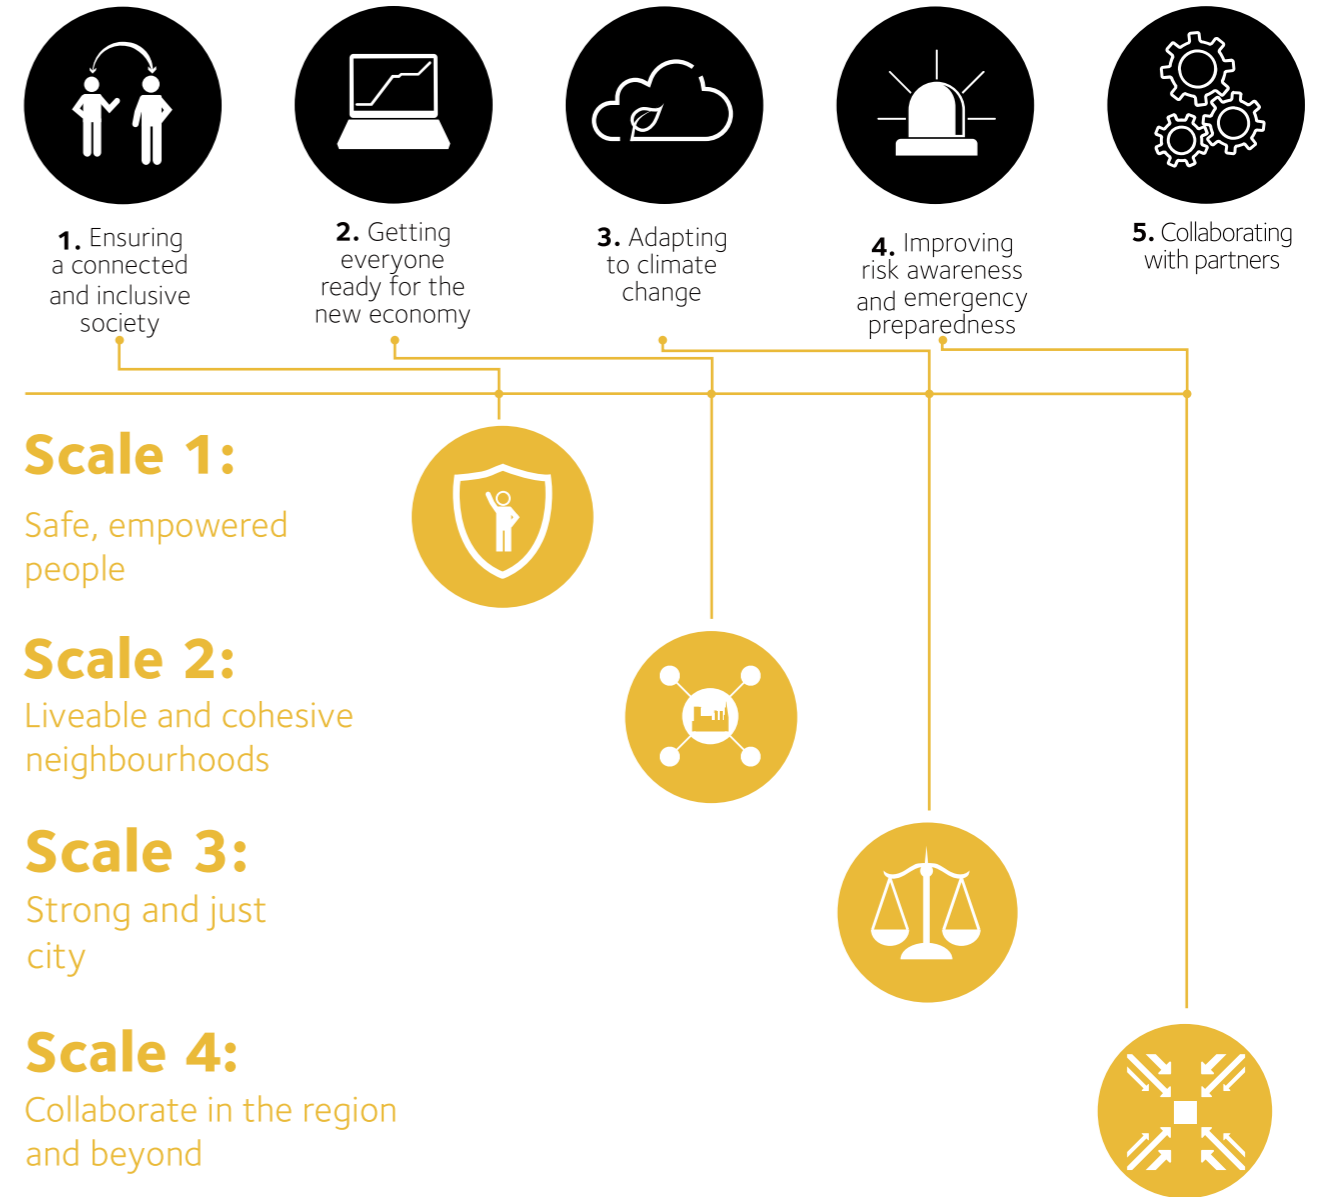 1. Ensuring
a connected
and inclusive
society
2. Getting
everyone
ready for the
new economy
3. Adapting
to climate
change
4. Improving
risk awareness
and emergency
preparedness
5. Collaborating
with partners
Scale 1:
Safe, empowered
people
Scale 2:
Liveable and cohesive
neighbourhoods
Scale 3:
Strong and just
city
Scale 4:
Collaborate in the region
and beyond